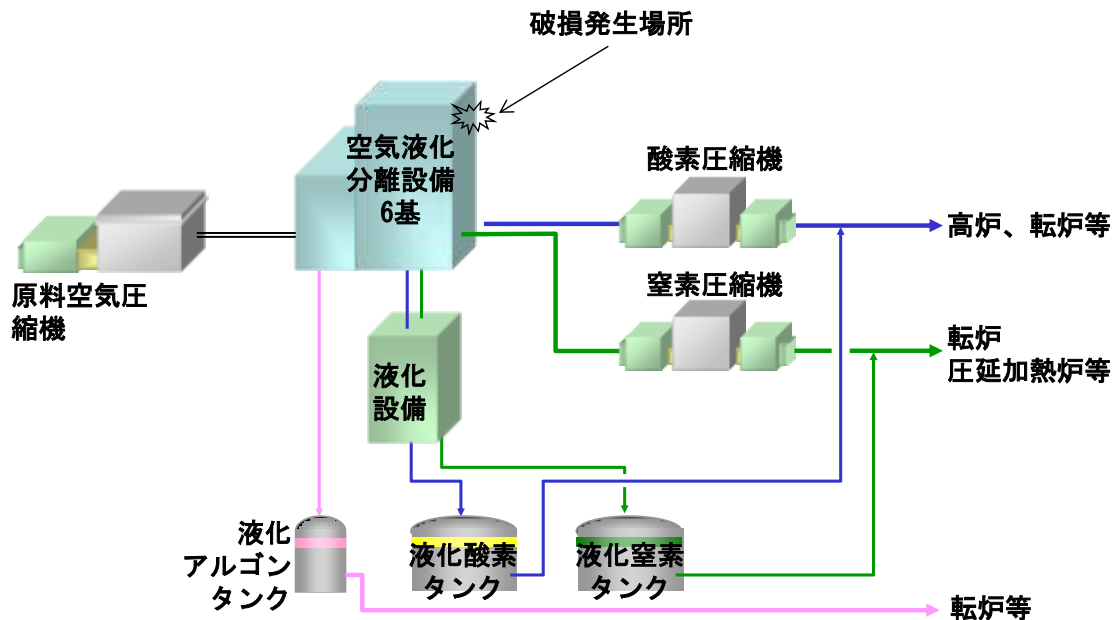 破損発生場所
空気液化
分離設備
6基
酸素圧縮機
高炉、転炉等
原料空気圧
縮機
窒素圧縮機
転炉
圧延加熱炉等
液化
設備
液化
アルゴン
タンク
液化酸素
タンク
液化窒素
タンク
転炉等